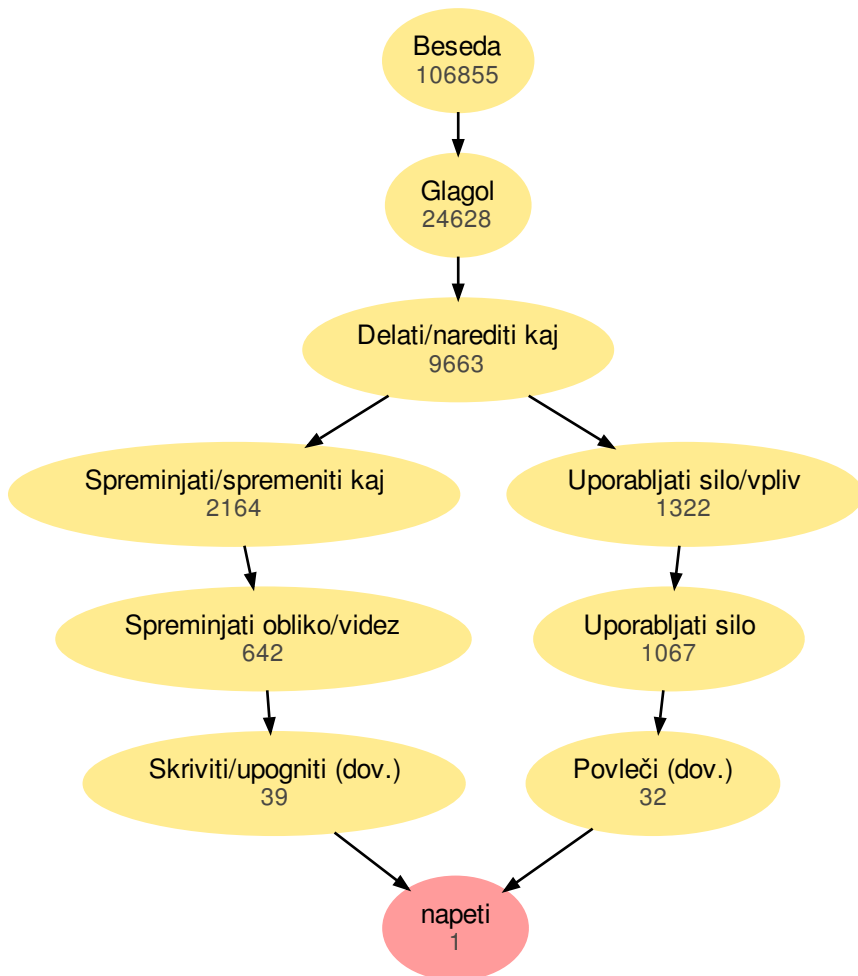 Beseda
106855
Glagol
24628
Delati/narediti kaj
9663
Spreminjati/spremeniti kaj
2164
Uporabljati silo/vpliv
1322
Spreminjati obliko/videz
642
Uporabljati silo
1067
Skriviti/upogniti (dov.)
39
Povleči (dov.)
32
napeti
1